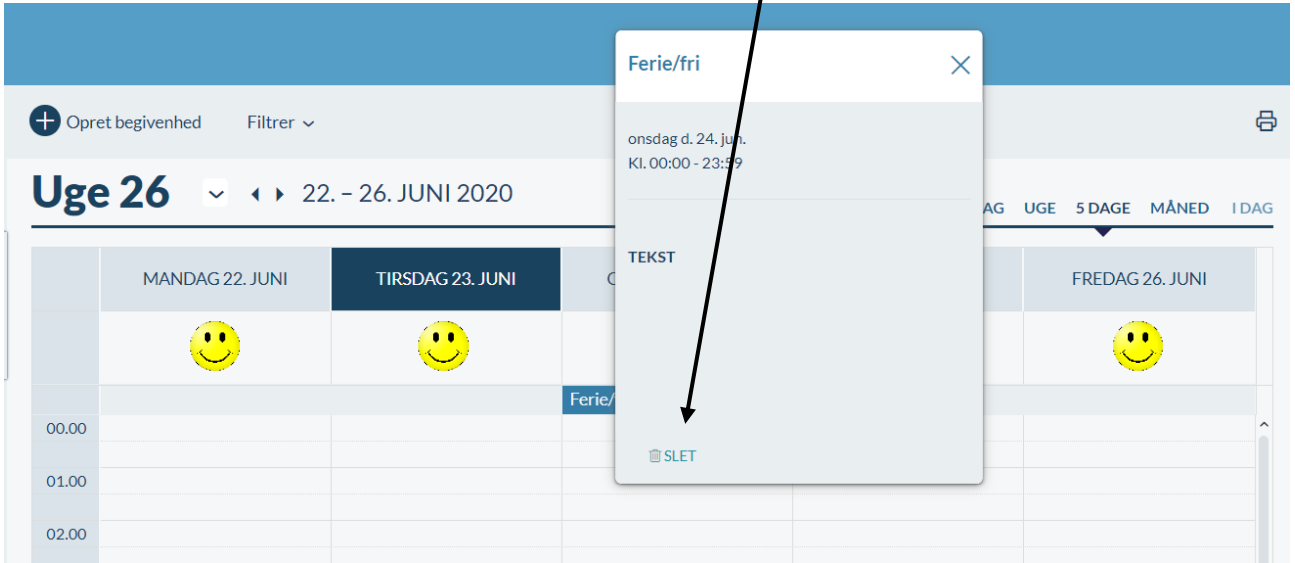 Ferie/fri
onsdag d. 24. jun.
Kl. 00:00 - 23:59
TEKST
SLET
Opret begivenhed
Filtrer
Uge 26
22. – 26. JUNI 2020
AG UGE 5 DAGE MÅNED I DAG
MANDAG 22. JUNI
TIRSDAG 23. JUNI
FREDAG 26. JUNI
Ferie/
00.00
01.00
02.00